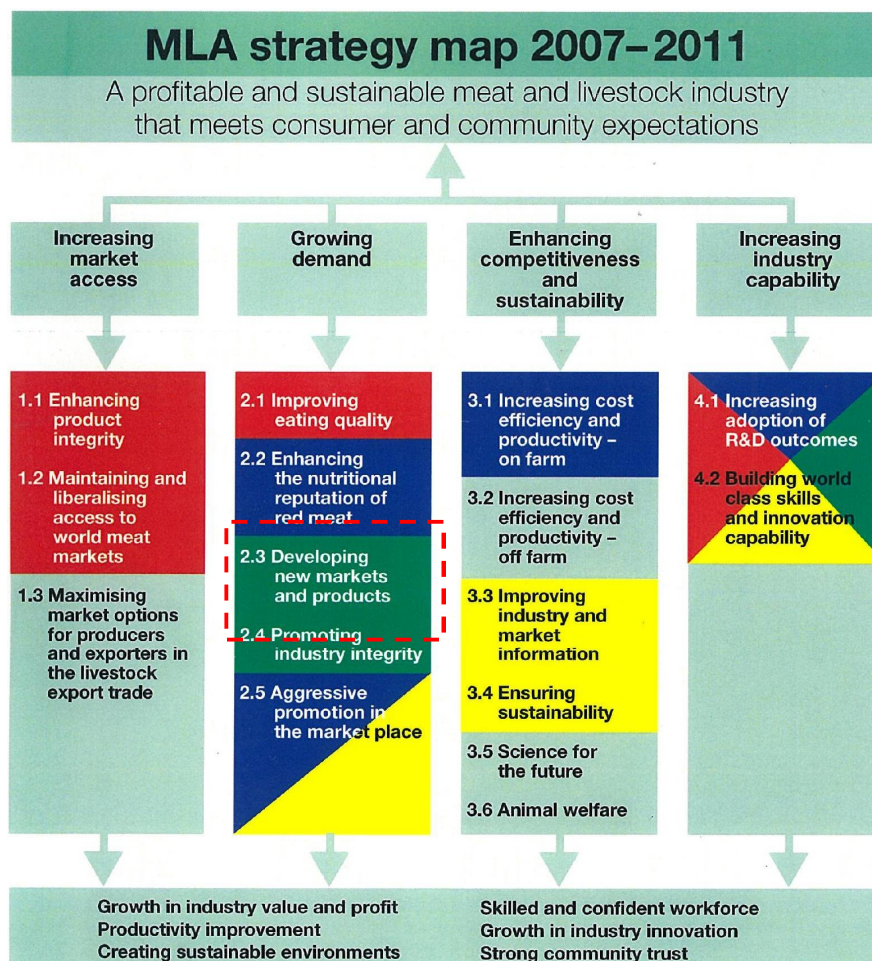 MLA strategy map 2007–2011
A profitable and sustainable meat and livestock industry
that meets consumer and community expectations
Increasing
market
access
Growing
demand
Enhancing
competitiveness
and
sustainability
Increasing
industry
capability
1.1 Enhancing
product
integrity
1.2 Maintaining and
liberalising
access to
world meat
markets
1.3 Maximising
market options
for producers
and exporters in
the livestock
export trade
2.1 Improving
eating quality
2.2 Enhancing
the nutritional
reputation of
red meat
2.3 Developing
new markets
and products
2.4 Promoting
industry integrity
2.5 Aggressive
promotion in
the market place
3.1 Increasing cost
efficiency and
productivity –
on farm
3.2 Increasing cost
efficiency and
productivity –
off farm
3.3 Improving
industry and
market
information
3.4 Ensuring
sustainability
3.5 Science for
the future
3.6 Animal welfare
4.1 Increasing
adoption of
R&D outcomes
4.2 Building world
class skills
and innovation
capability
Growth in industry value and profit
Productivity improvement
Creating sustainable environments
Skilled and confident workforce
Growth in industry innovation
Strong community trust